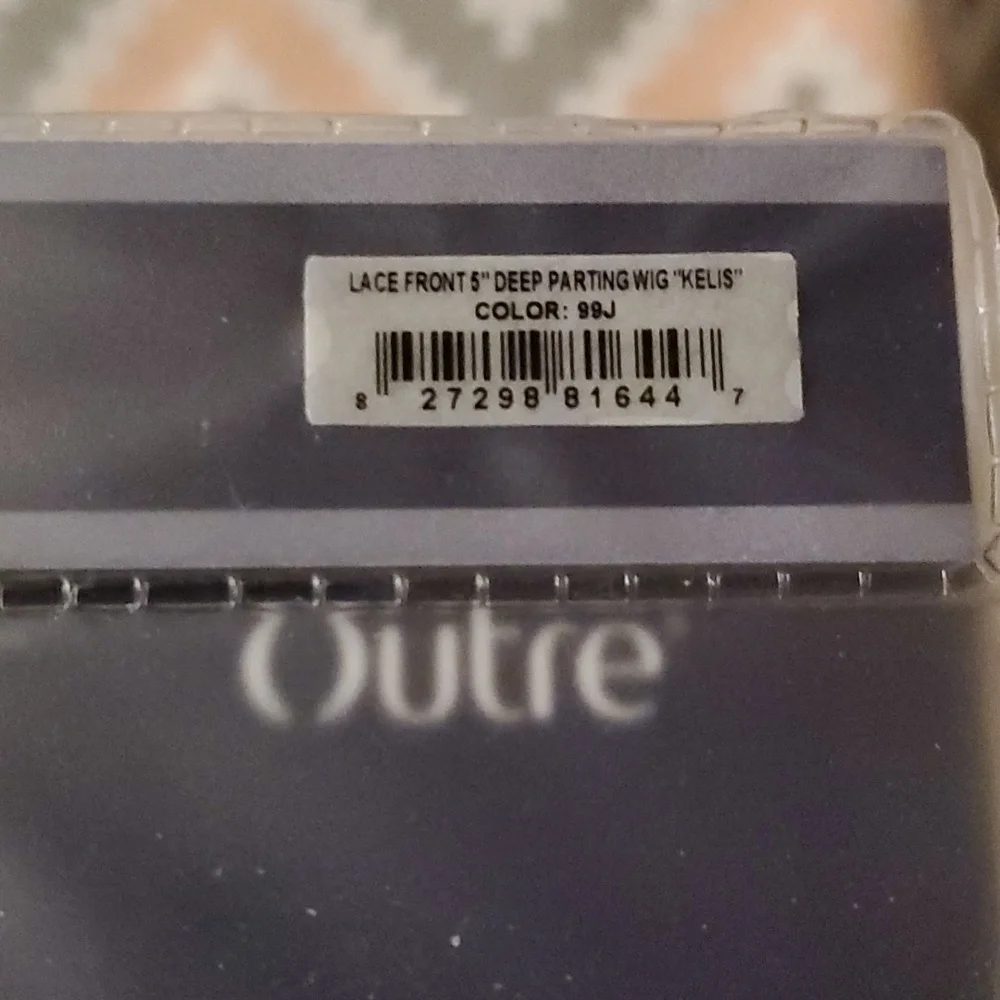 LACE FRONT 5" DEEP PARTING WIG "KELIS"
COLOR: 99J
8 27298 81644 7
Outre